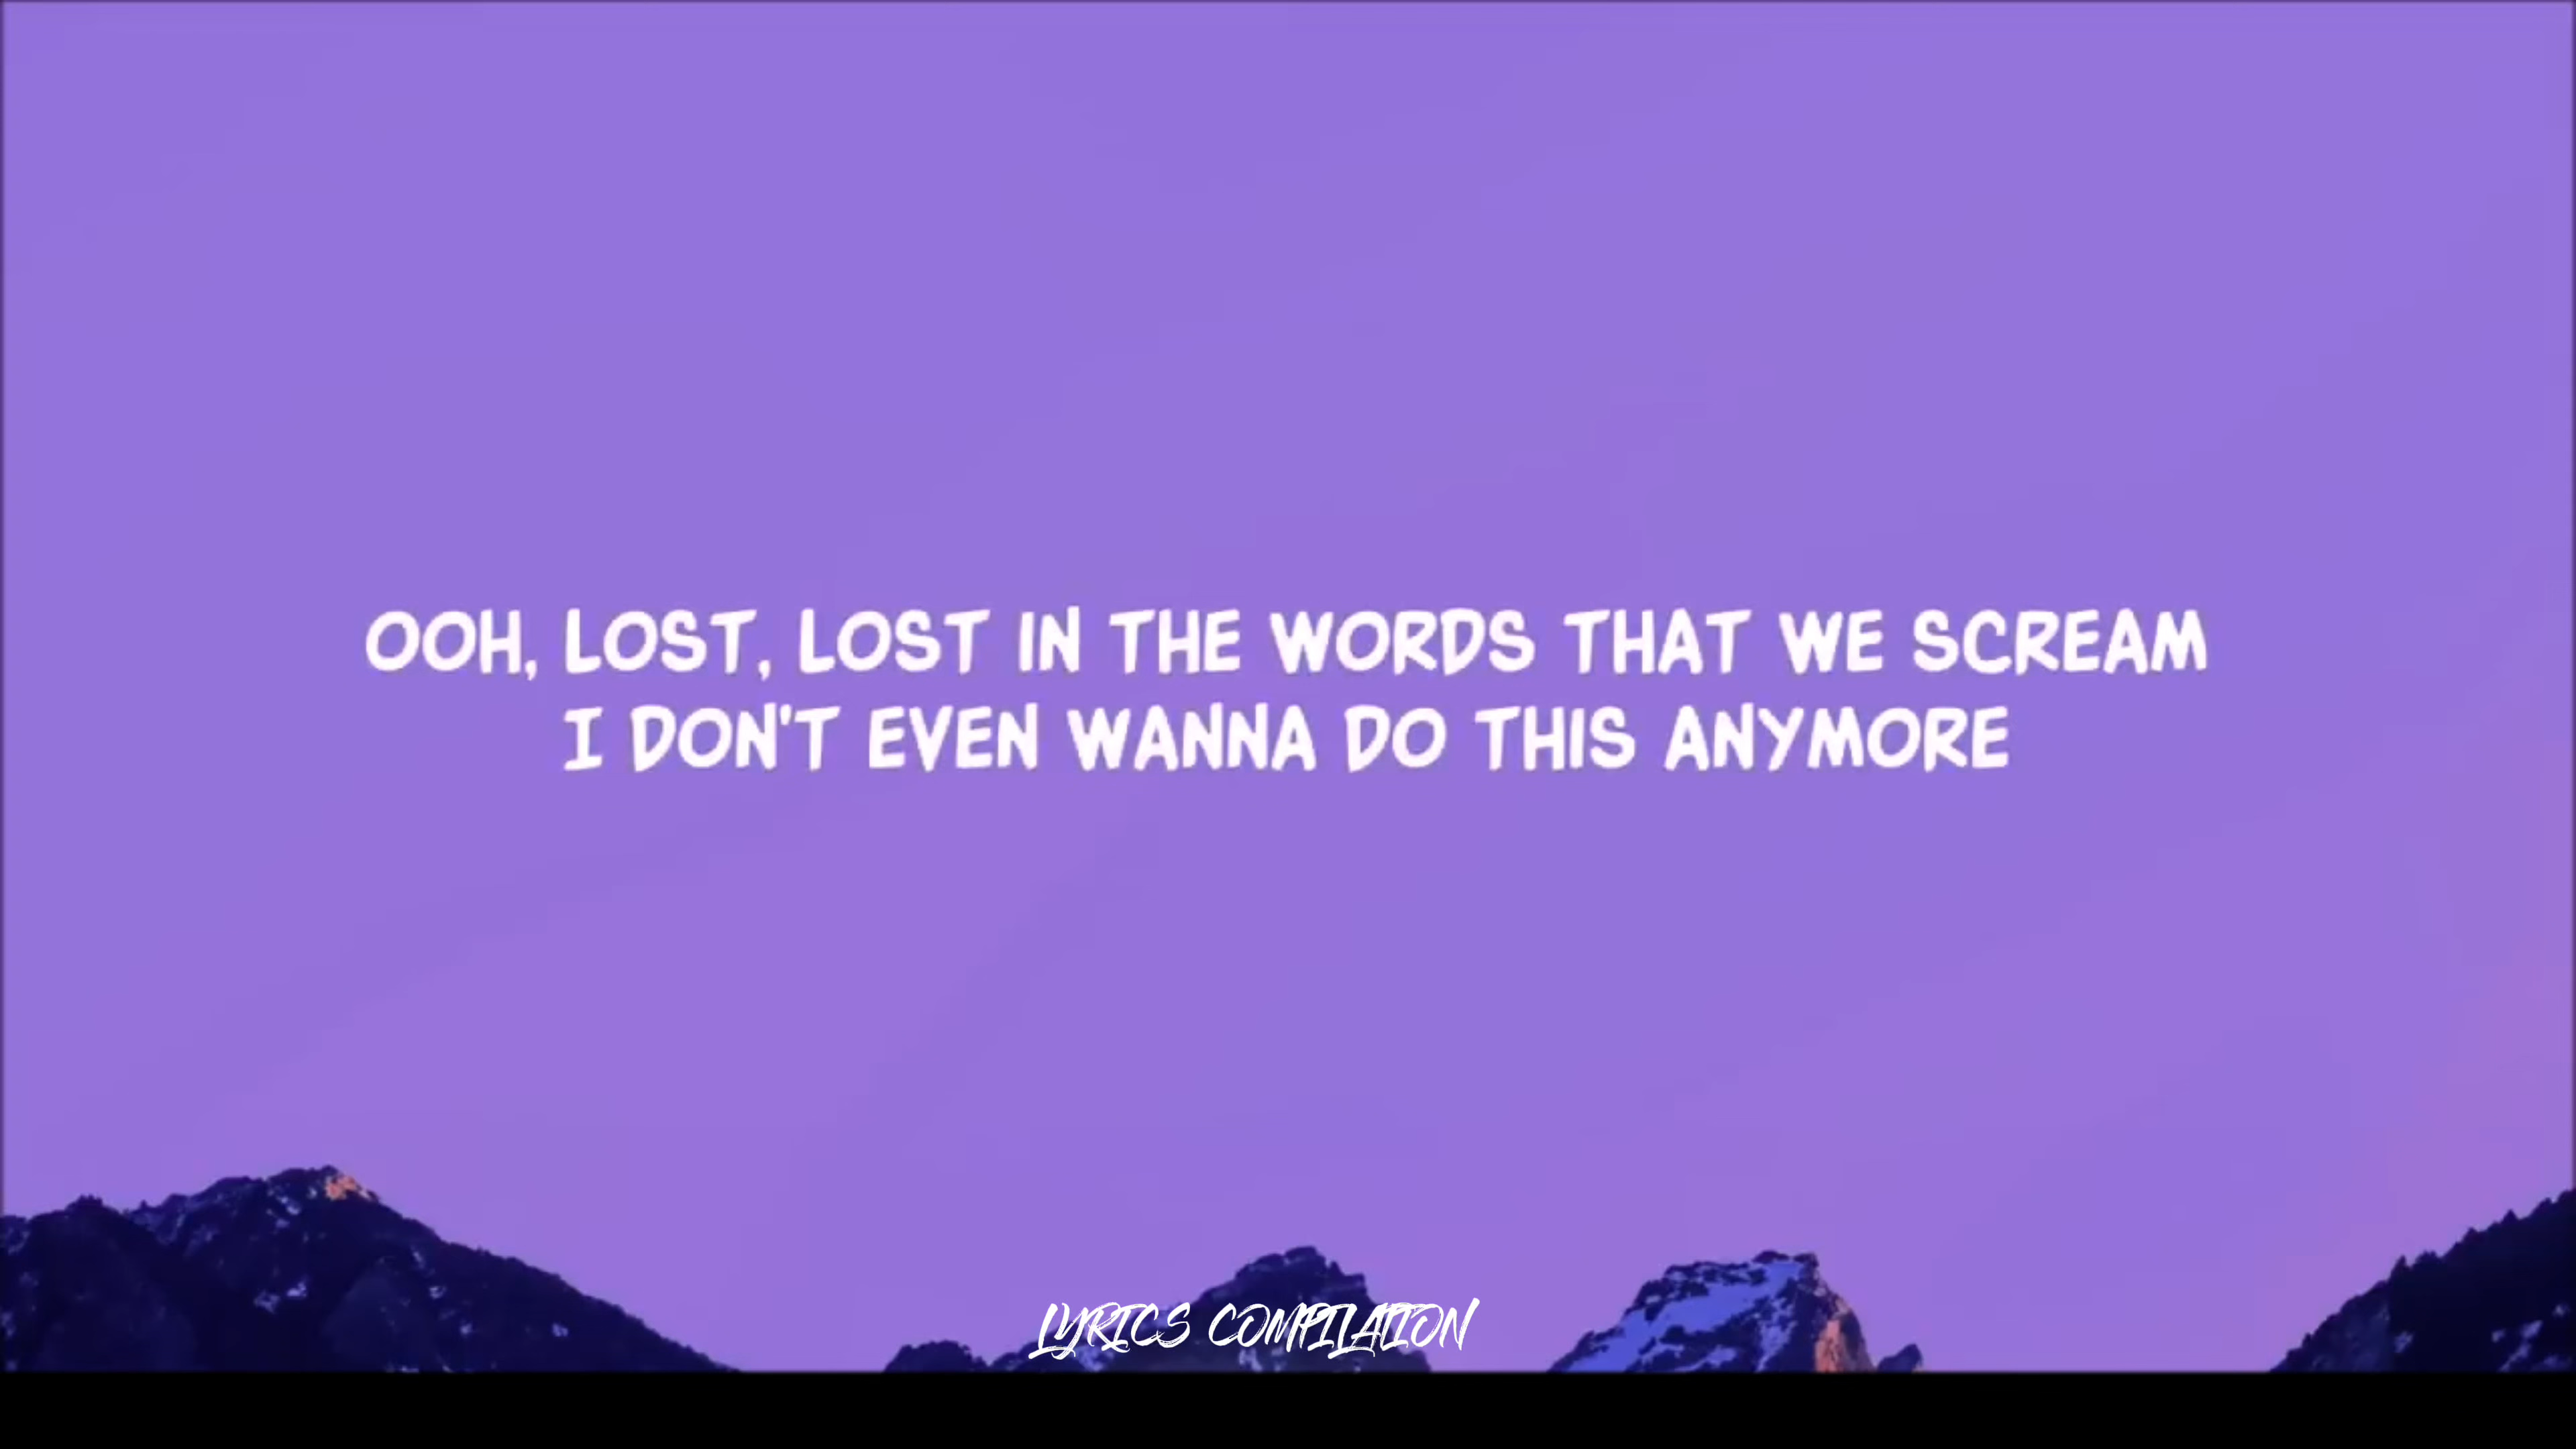 OOH, LOST, LOST IN THE WORDS THAT WE SCREAM
I DON'T EVEN WANNA DO THIS ANYMORE
LYRICS COMPILATION